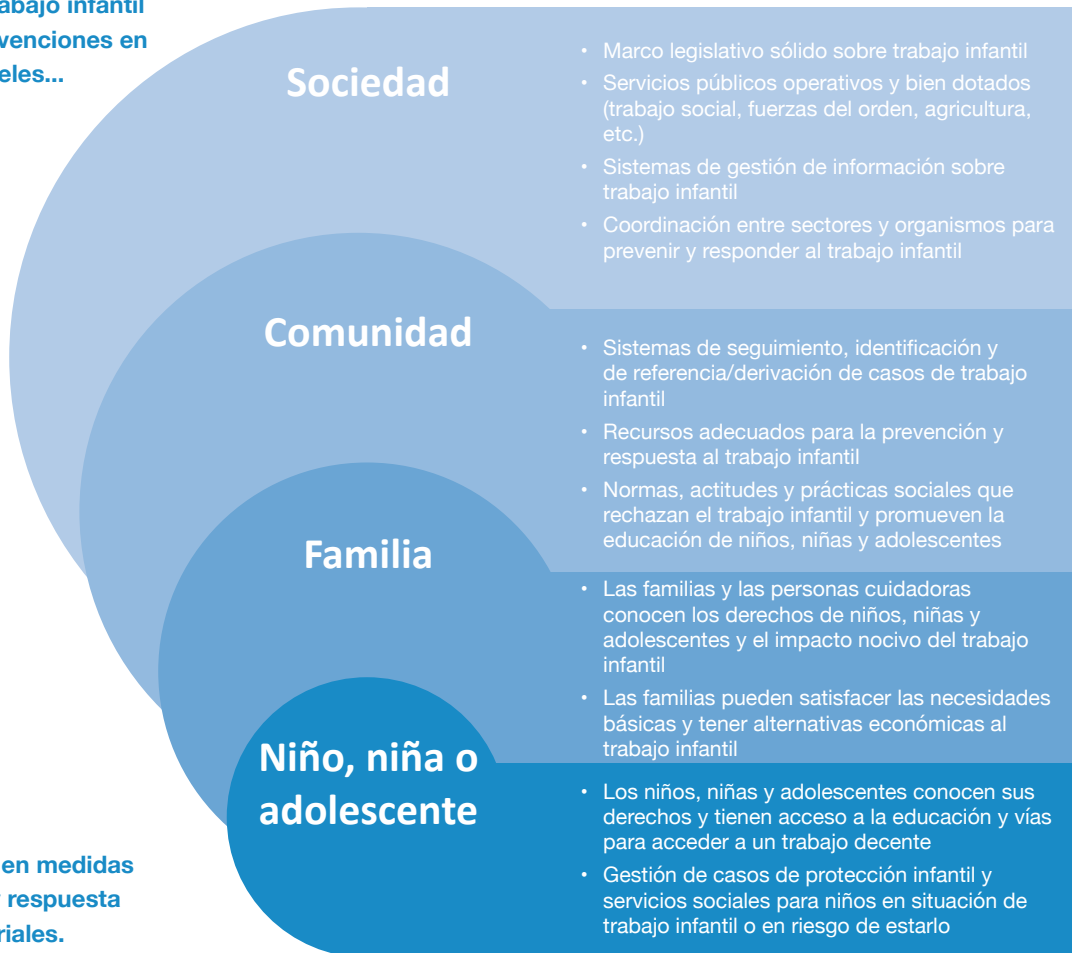 trabajo infantil
venciones en
eles...
Sociedad
• Marco legislativo sólido sobre trabajo infantil
• Servicios públicos operativos y bien dotados
(trabajo social, fuerzas del orden, agricultura,
etc.)
• Sistemas de gestión de información sobre
trabajo infantil
• Coordinación entre sectores y organismos para
prevenir y responder al trabajo infantil
Comunidad
• Sistemas de seguimiento, identificación y
de referencia/derivación de casos de trabajo
infantil
• Recursos adecuados para la prevención y
respuesta al trabajo infantil
• Normas, actitudes y prácticas sociales que
rechazan el trabajo infantil y promueven la
educación de niños, niñas y adolescentes
Familia
• Las familias y las personas cuidadoras
conocen los derechos de niños, niñas y
adolescentes y el impacto nocivo del trabajo
infantil
• Las familias pueden satisfacer las necesidades
básicas y tener alternativas económicas al
trabajo infantil
Niño, niña o
adolescente
• Los niños, niñas y adolescentes conocen sus
derechos y tienen acceso a la educación y vías
para acceder a un trabajo decente
• Gestión de casos de protección infantil y
servicios sociales para niños en situación de
trabajo infantil o en riesgo de estarlo
en medidas
y respuesta
riales.